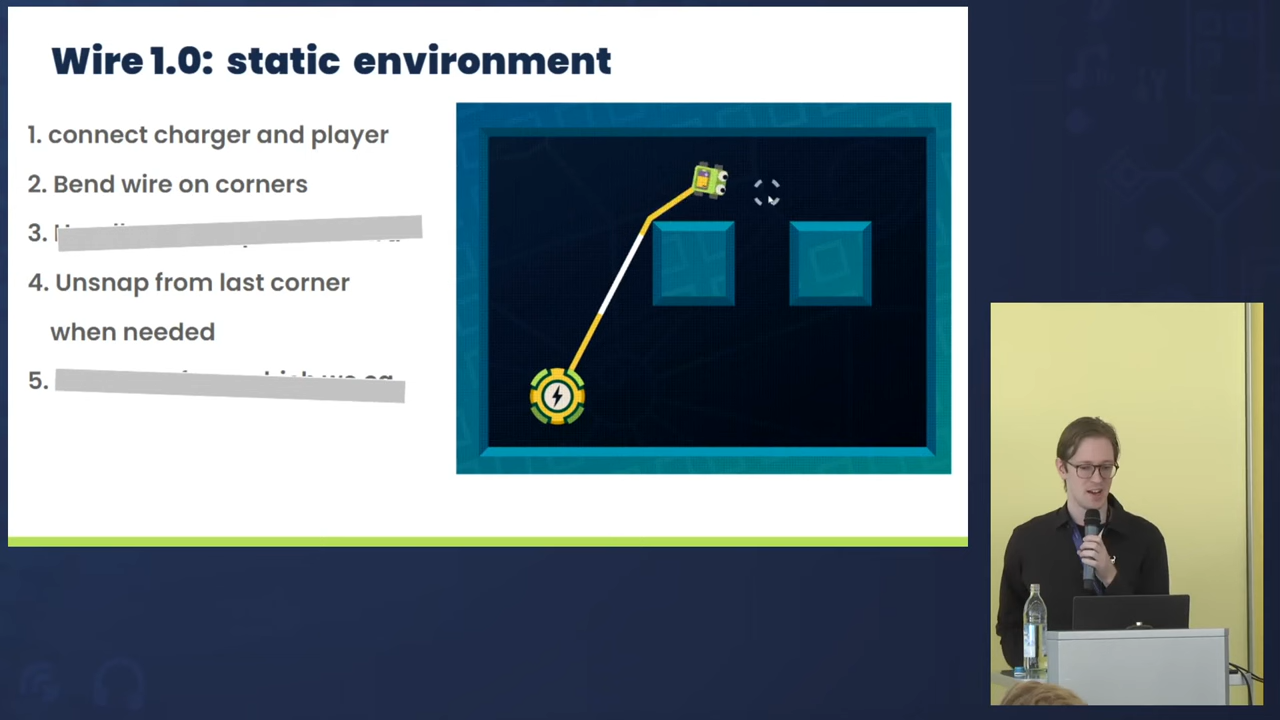 Wire 1.0: static environment
1. connect charger and player
2. Bend wire on corners
3.
4. Unsnap from last corner
when needed
5.